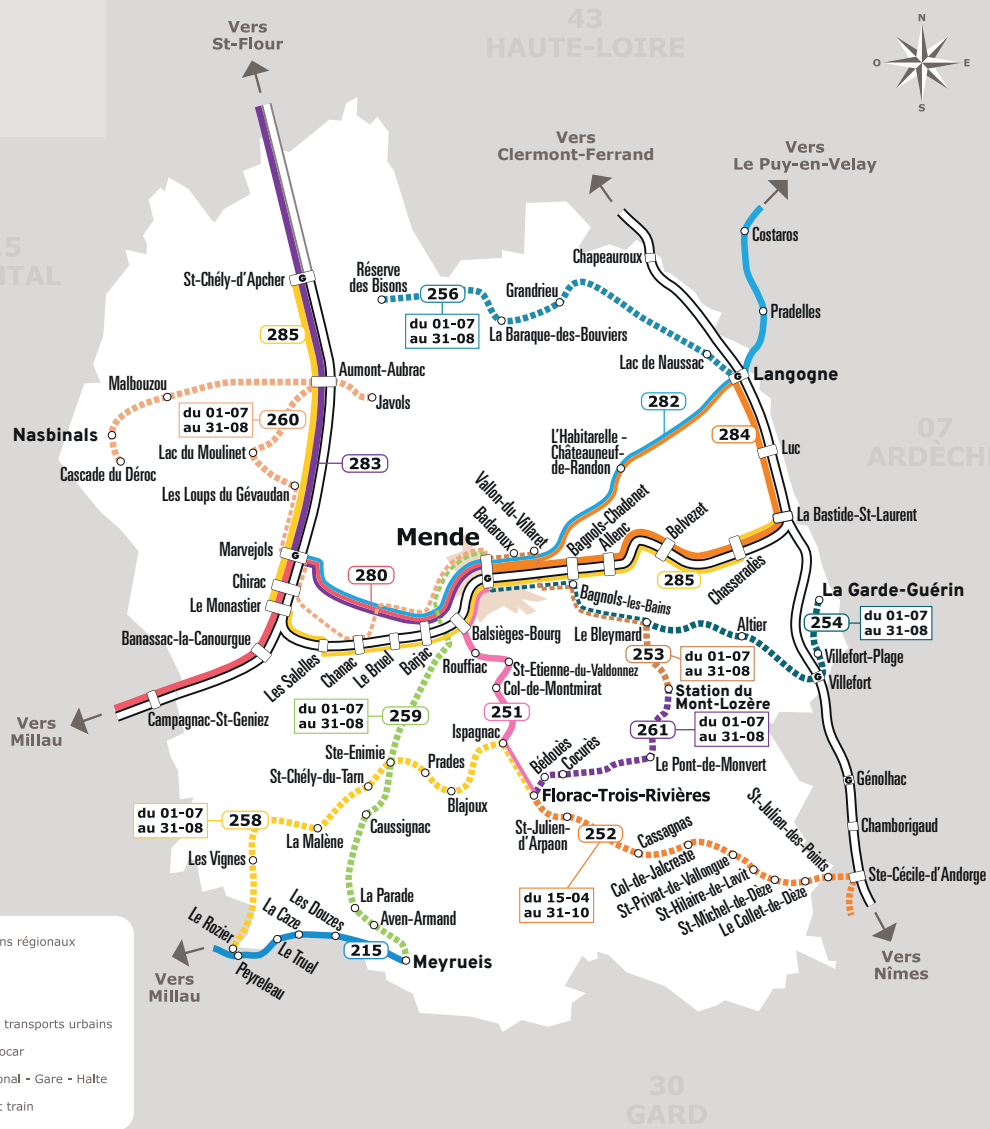 43
HAUTE-LOIRE
N
O
E
S
Vers
St-Flour
Vers
Clermont-Ferrand
Vers
Le Puy-en-Velay
Costaros
Chapeauroux
Pradelles
St-Chély-d'Apcher
Réserve
des Bisons
256
du 01-07
au 31-08
Grandrieu
La Baraque-des-Bouviers
Lac de Naussac
Langogne
285
Aumont-Aubrac
Malbouzou
Javols
du 01-07
au 31-08
260
Nasbinals
Lac du Moulinet
Cascade du Déroc
283
Les Loups du Gévaudan
282
284
L'Habitarelle -
Châteauneuf-
de-Randon
Luc
07
ARDÈCHE
La Bastide-St-Laurent
Vallon-du-Villaret
Badaroux
Bagnols-Chadenet
Allenc
Belvezet
285
Chasseradès
Mende
Marvejols
Chirac
Le Monastier
280
Banassac-la-Canourgue
Bagnols-les-Bains
La Garde-Guérin
254
du 01-07
au 31-08
Altier
Villefort-Plage
Villefort
Le Bleymard
253
du 01-07
au 31-08
Station du
Mont-Lozère
261
du 01-07
au 31-08
Le Pont-de-Monvert
Balsièges-Bourg
Les Salelles
Chanac
Le Bruel
Barjac
Rouffiac
St-Etienne-du-Valdonnez
Col-de-Montmirat
251
Ispagnac
Bédouès
Cocurès
Vers
Millau
Campagnac-St-Geniez
du 01-07
au 31-08
259
Ste-Enimie
Prades
St-Chély-du-Tarn
Blajoux
Florac-Trois-Rivières
Génolhac
Chamborigaud
du 01-07
au 31-08
258
La Malène
Caussignac
Les Vignes
St-Julien-
d'Arpaon
252
du 15-04
au 31-10
Cassagnas
Col-de-Jalcreste
St-Privat-de-Vallongue
St-Hilaire-de-Lavit
St-Michel-de-Dèze
Le Collet-de-Dèze
St-Julien-des-Points
Ste-Cécile-d'Andorge
La Parade
Aven-Armand
Le Rozier
La Caze
Les Douzes
Le Truel
Peyreleau
215
Meyrueis
Vers
Millau
Vers
Nîmes
ns régionaux
transports urbains
ocar
onal - Gare - Halte
t train
30
GARD
5
NTAL
G
G
G
G
G
G